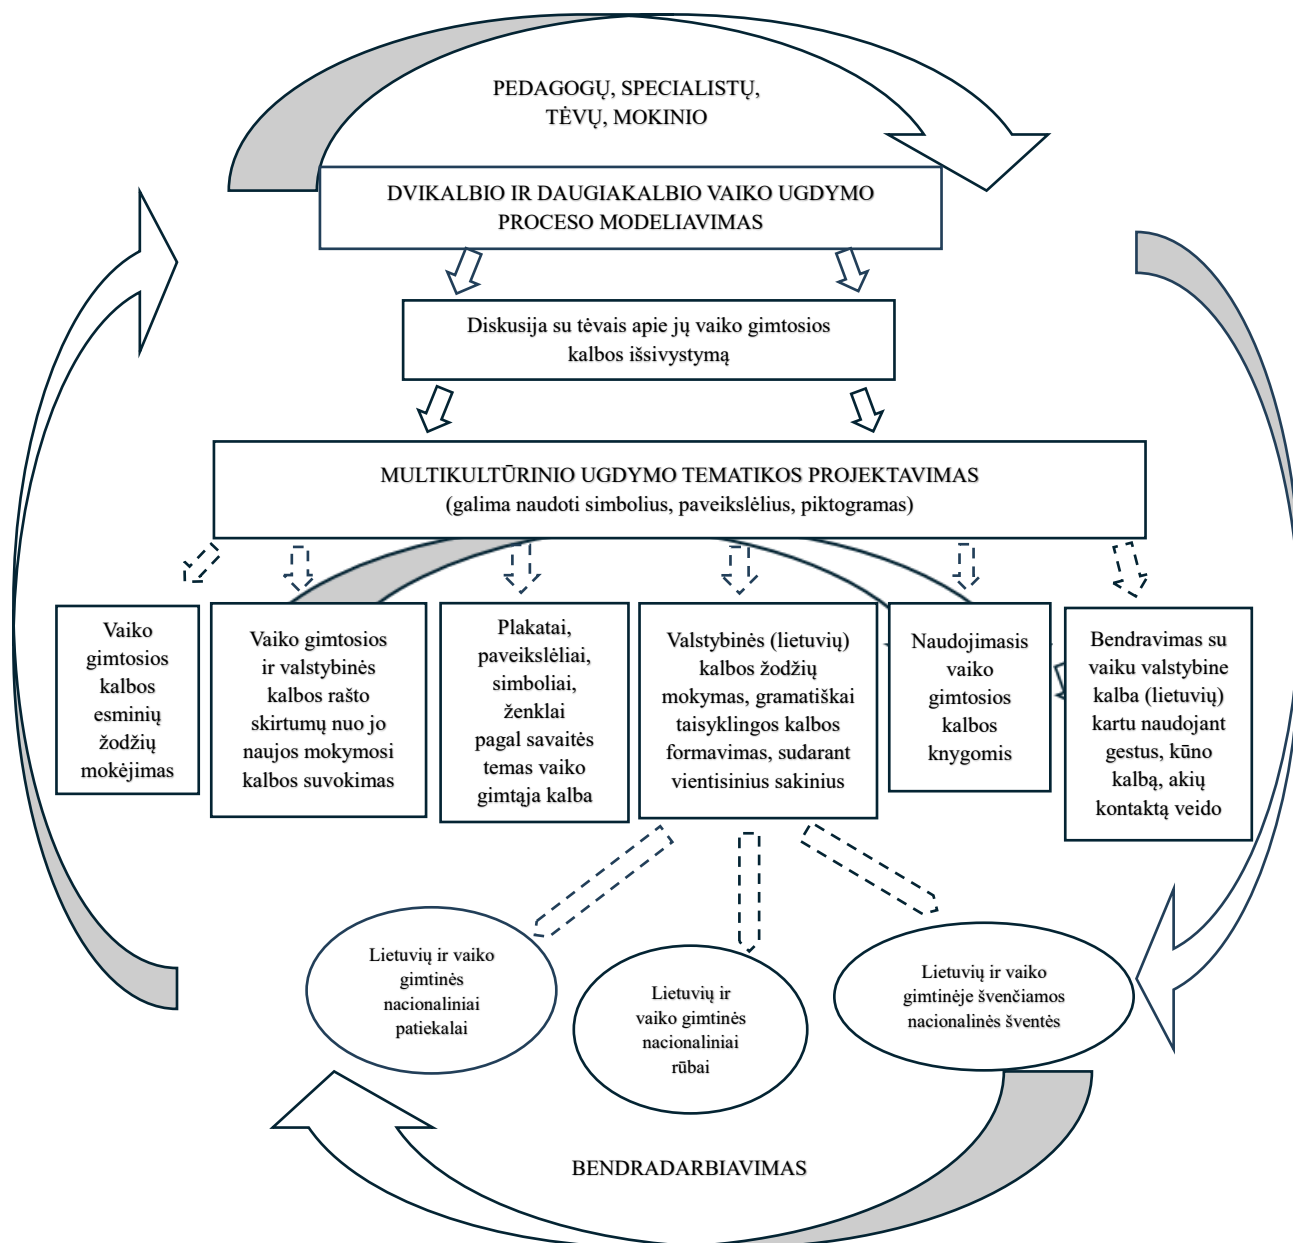 PEDAGOGŲ, SPECIALISTŲ,
TĖVŲ, MOKINIO
DVIKALBIO IR DAUGIAKALBIO VAIKO UGDYMO
PROCESO MODELIAVIMAS
Diskusija su tėvais apie jų vaiko gimtosios
kalbos išsivystymą
MULTIKULTŪRINIO UGDYMO TEMATIKOS PROJEKTAVIMAS
(galima naudoti simbolius, paveikslėlius, piktogramas)
Vaiko
gimtosios
kalbos
esminių
žodžių
mokėjimas
Vaiko gimtosios
ir valstybinės
kalbos rašto
skirtumų nuo jo
naujos mokymosi
kalbos suvokimas
Plakatai,
paveikslėliai,
simboliai,
ženklai
pagal savaitės
temas vaiko
gimtąja kalba
Valstybinės (lietuvių)
kalbos žodžių
mokymas, gramatiškai
taisyklingos kalbos
formavimas, sudarant
vientisinius sakinius
Naudojimasis
vaiko
gimtosios
kalbos
knygomis
Bendravimas su
vaiku valstybine
kalba (lietuvių)
kartu naudojant
gestus, kūno
kalbą, akių
kontaktą veido
Lietuvių ir vaiko
gimtinės
nacionaliniai
patiekalai
Lietuvių ir
vaiko gimtinės
nacionaliniai
rūbai
Lietuvių ir vaiko
gimtinėje švenčiamos
nacionalinės šventės
BENDRADARBIAVIMAS